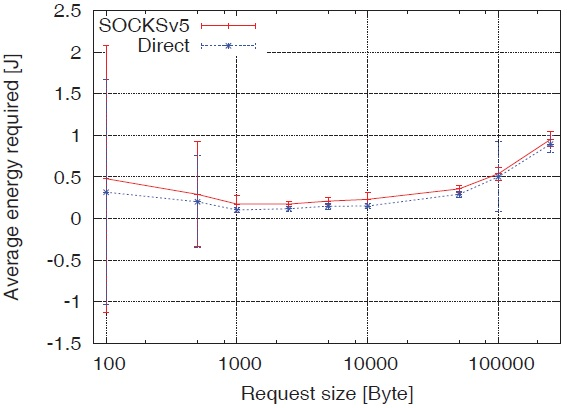 2.5
SOCKSv5
Direct
2
1.5
1
0.5
0
-0.5
-1
-1.5
100 1000 10000 100000
Request size [Byte]
Average energy required [J]